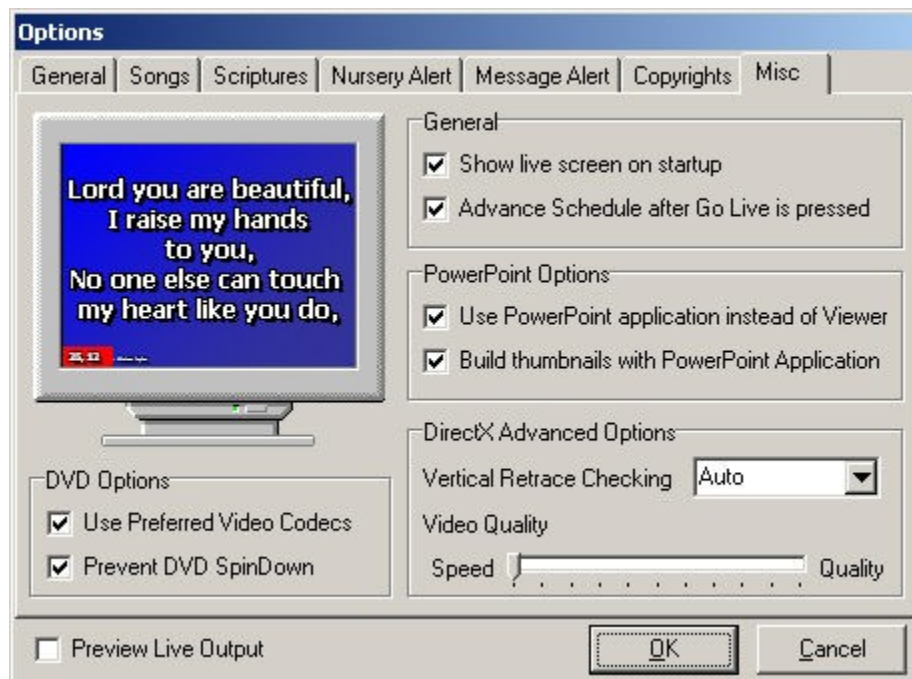 Options
General Songs Scriptures Nursery Alert Message Alert Copyrights Misc
Lord you are beautiful,
I raise my hands
to you,
No one else can touch
my heart like you do,
General
Show live screen on startup
Advance Schedule after Go Live is pressed
PowerPoint Options
Use PowerPoint application instead of Viewer
Build thumbnails with PowerPoint Application
DVD Options
Use Preferred Video Codecs
Prevent DVD SpinDown
DirectX Advanced Options
Vertical Retrace Checking Auto
Video Quality
Speed Quality
Preview Live Output
OK Cancel